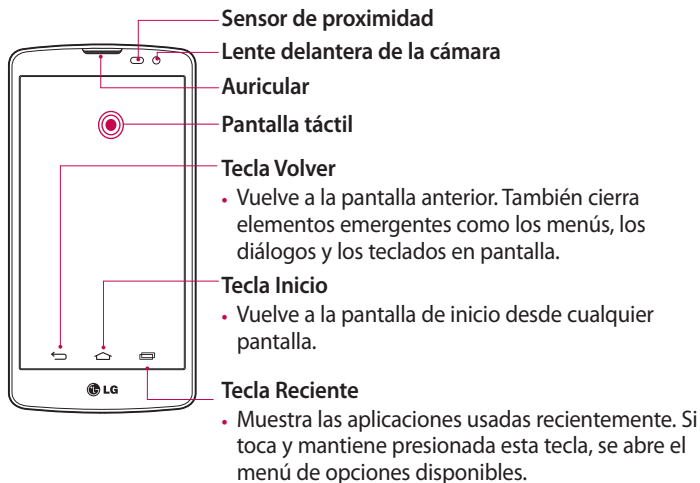 Sensor de proximidad
Lente delantera de la cámara
Auricular
Pantalla táctil
Tecla Volver
• Vuelve a la pantalla anterior. También cierra
elementos emergentes como los menús, los
diálogos y los teclados en pantalla.
Tecla Inicio
• Vuelve a la pantalla de inicio desde cualquier
pantalla.
Tecla Reciente
• Muestra las aplicaciones usadas recientemente. Si
toca y mantiene presionada esta tecla, se abre el
menú de opciones disponibles.
LG